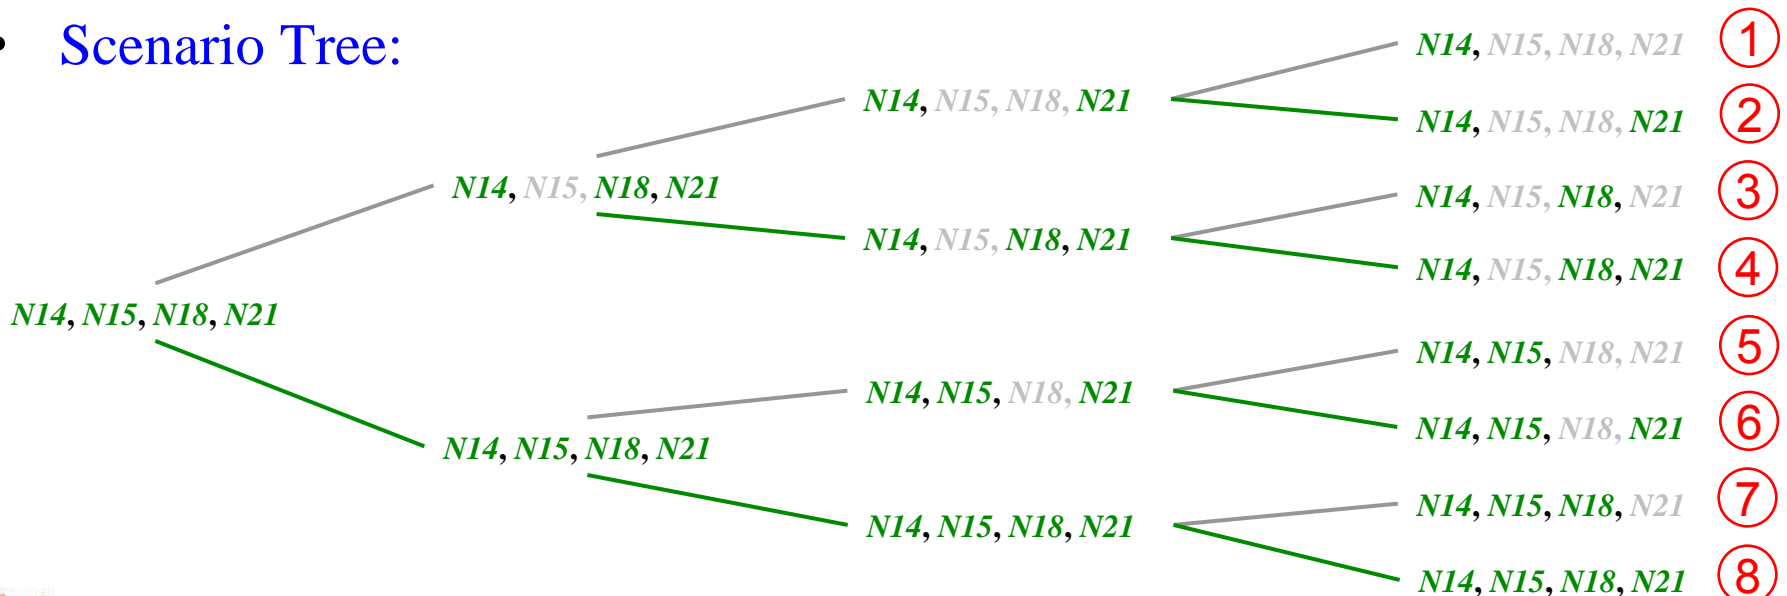 • Scenario Tree:
N14, N15, N18, N21
N14, N15, N18, N21
N14, N15, N18, N21
N14, N15, N18, N21
N14, N15, N18, N21
N14, N15, N18, N21
N14, N15, N18, N21
N14, N15, N18, N21 1
N14, N15, N18, N21 2
N14, N15, N18, N21 3
N14, N15, N18, N21 4
N14, N15, N18, N21 5
N14, N15, N18, N21 6
N14, N15, N18, N21 7
N14, N15, N18, N21 8